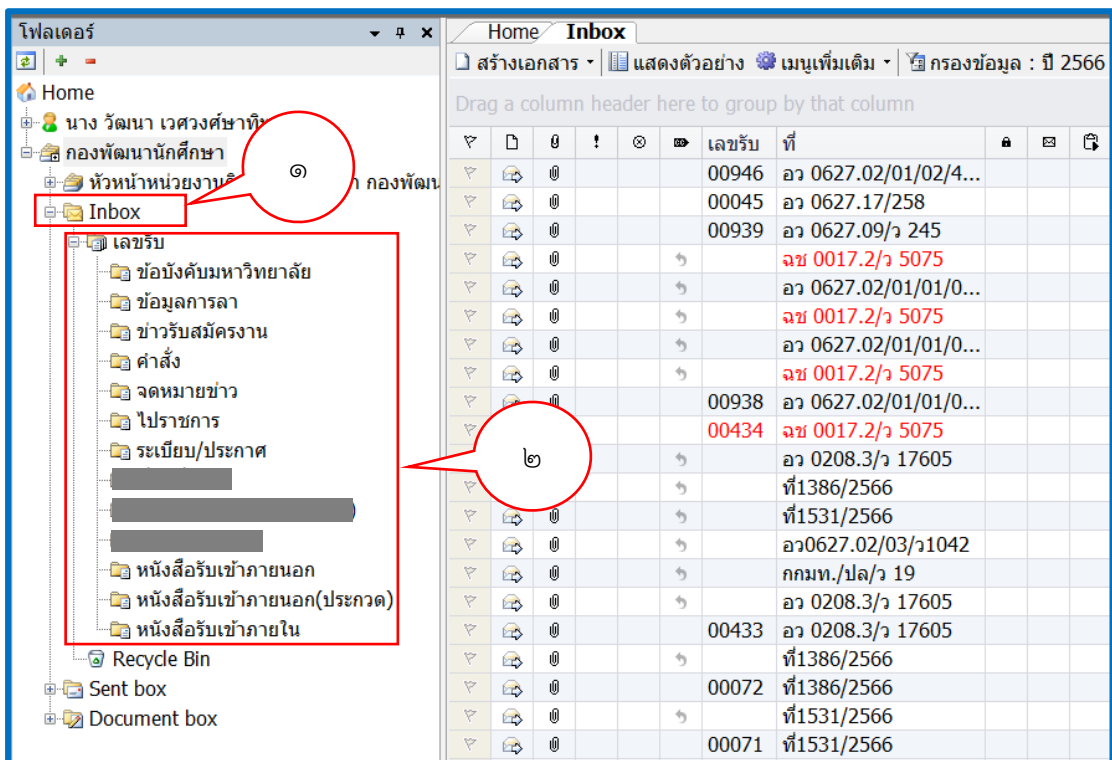 โฟลเดอร์
Home
นาง วัฒนา เวศวงศ์ษาทิพ
กองพัฒนานักศึกษา
หัวหน้าหน่วยงาน กองพัฒน
Inbox
เลขรับ
ข้อบังคับมหาวิทยาลัย
ข้อมูลการลา
ข่าวรับสมัครงาน
คำสั่ง
จดหมายข่าว
ไปราชการ
ระเบียบ/ประกาศ
หนังสือรับเข้าภายนอก
หนังสือรับเข้าภายนอก(ประกวด)
หนังสือรับเข้าภายใน
Recycle Bin
Sent box
Document box
๑
๒
Home Inbox
สร้างเอกสาร แสดงตัวอย่าง เมนูเพิ่มเติม กรองข้อมูล : ปี 2566
Drag a column header here to group by that column
เลขรับ ที่
00946 อว 0627.02/01/02/4...
00045 อว 0627.17/258
00939 อว 0627.09/ว 245
ฉช 0017.2/ว 5075
อว 0627.02/01/01/0...
ฉช 0017.2/ว 5075
อว 0627.02/01/01/0...
ฉช 0017.2/ว 5075
00938 อว 0627.02/01/01/0...
00434 ฉช 0017.2/ว 5075
อว 0208.3/ว 17605
ที่1386/2566
ที่1531/2566
อว0627.02/03/ว1042
กกมท./ปล/ว 19
อว 0208.3/ว 17605
00433 อว 0208.3/ว 17605
ที่1386/2566
00072 ที่1386/2566
ที่1531/2566
00071 ที่1531/2566